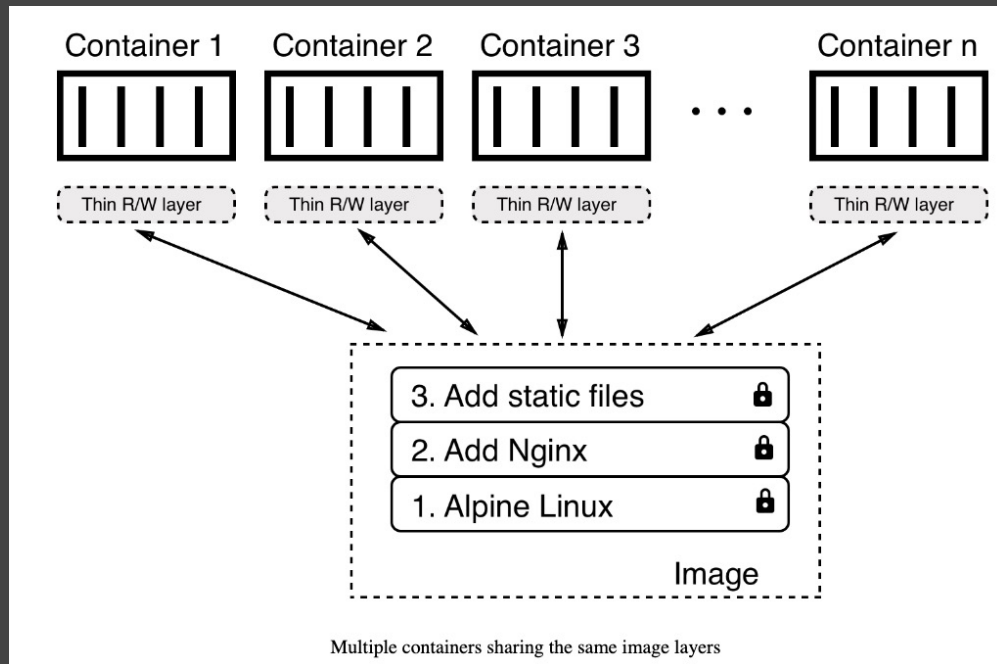 Container 1
Container 2
Container 3
Container n
Thin R/W layer
Thin R/W layer
Thin R/W layer
Thin R/W layer
3. Add static files
2. Add Nginx
1. Alpine Linux
Image
Multiple containers sharing the same image layers